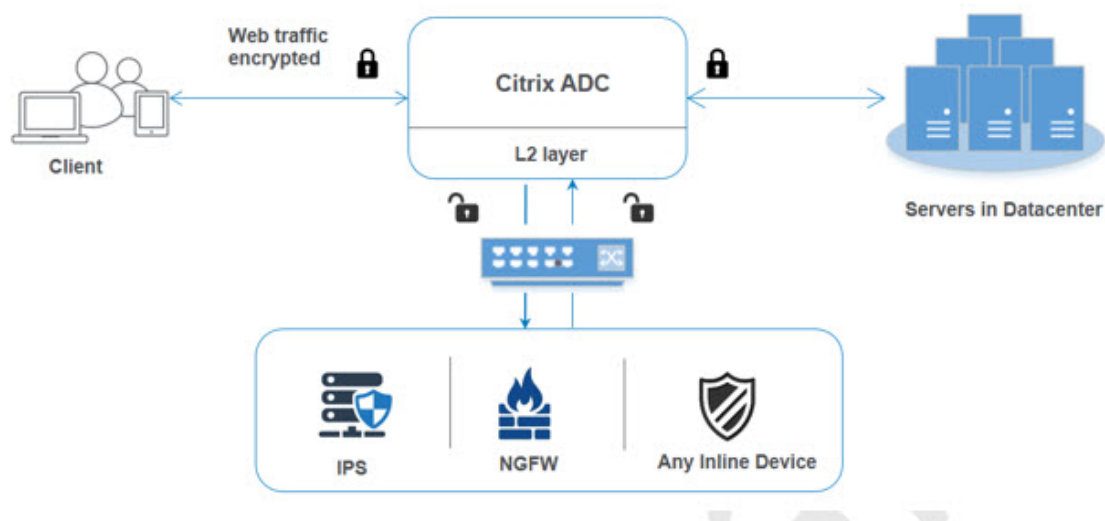 Web traffic
encrypted
Citrix ADC
L2 layer
Client
Servers in Datacenter
IPS
NGFW
Any Inline Device